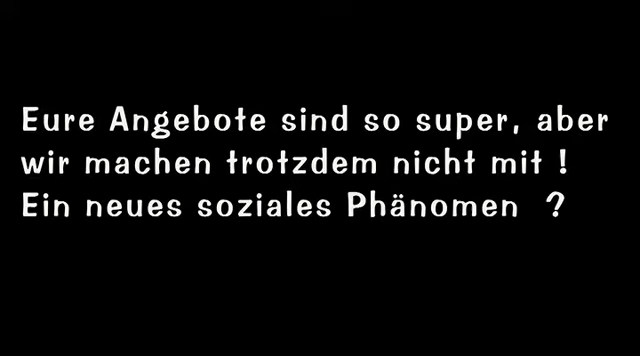 Eure Angebote sind so super, aber
wir machen trotzdem nicht mit !
Ein neues soziales Phänomen ?